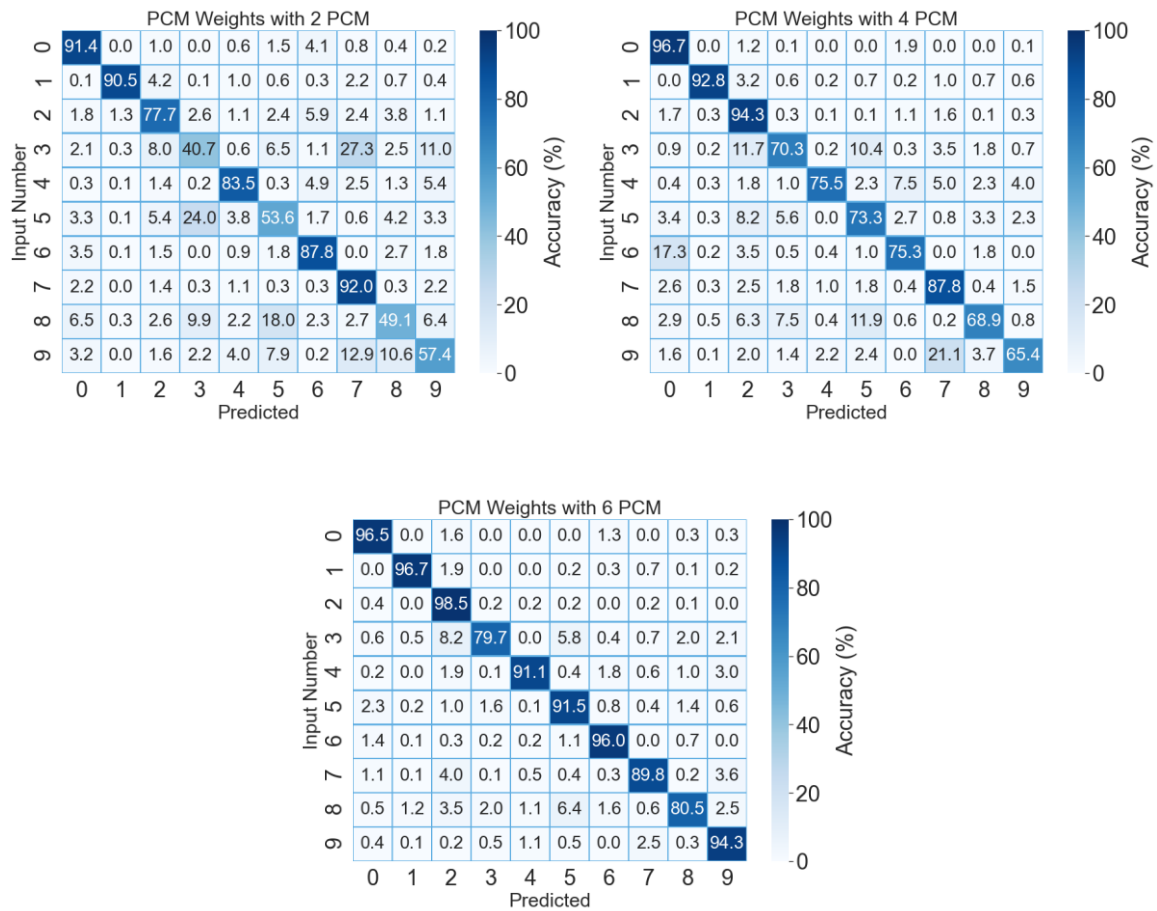 PCM Weights with 2 PCM
0 91.4 0.0 1.0 0.0 0.6 1.5 4.1 0.8 0.4 0.2
1 0.1 90.5 4.2 0.1 1.0 0.6 0.3 2.2 0.7 0.4
2 1.8 1.3 77.7 2.6 1.1 2.4 5.9 2.4 3.8 1.1
3 2.1 0.3 8.0 40.7 0.6 6.5 1.1 27.3 2.5 11.0
4 0.3 0.1 1.4 0.2 83.5 0.3 4.9 2.5 1.3 5.4
5 3.3 0.1 5.4 24.0 3.8 53.6 1.7 0.6 4.2 3.3
6 3.5 0.1 1.5 0.0 0.9 1.8 87.8 0.0 2.7 1.8
7 2.2 0.0 1.4 0.3 1.1 0.3 0.3 92.0 0.3 2.2
8 6.5 0.3 2.6 9.9 2.2 18.0 2.3 2.7 49.1 6.4
9 3.2 0.0 1.6 2.2 4.0 7.9 0.2 12.9 10.6 57.4
0 1 2 3 4 5 6 7 8 9
Predicted
Input Number
100
80
60
40
20
0
Accuracy (%)
PCM Weights with 4 PCM
0 96.7 0.0 1.2 0.1 0.0 0.0 1.9 0.0 0.0 0.1
1 0.0 92.8 3.2 0.6 0.2 0.7 0.2 1.0 0.7 0.6
2 1.7 0.3 94.3 0.3 0.1 0.1 1.1 1.6 0.1 0.3
3 0.9 0.2 11.7 70.3 0.2 10.4 0.3 3.5 1.8 0.7
4 0.4 0.3 1.8 1.0 75.5 2.3 7.5 5.0 2.3 4.0
5 3.4 0.3 8.2 5.6 0.0 73.3 2.7 0.8 3.3 2.3
6 17.3 0.2 3.5 0.5 0.4 1.0 75.3 0.0 1.8 0.0
7 2.6 0.3 2.5 1.8 1.0 1.8 0.4 87.8 0.4 1.5
8 2.9 0.5 6.3 7.5 0.4 11.9 0.6 0.2 68.9 0.8
9 1.6 0.1 2.0 1.4 2.2 2.4 0.0 21.1 3.7 65.4
0 1 2 3 4 5 6 7 8 9
Predicted
Input Number
100
80
60
40
20
0
Accuracy (%)
PCM Weights with 6 PCM
0 96.5 0.0 1.6 0.0 0.0 0.0 1.3 0.0 0.3 0.3
1 0.0 96.7 1.9 0.0 0.0 0.2 0.3 0.7 0.1 0.2
2 0.4 0.0 98.5 0.2 0.2 0.2 0.0 0.2 0.1 0.0
3 0.6 0.5 8.2 79.7 0.0 5.8 0.4 0.7 2.0 2.1
4 0.2 0.0 1.9 0.1 91.1 0.4 1.8 0.6 1.0 3.0
5 2.3 0.2 1.0 1.6 0.1 91.5 0.8 0.4 1.4 0.6
6 1.4 0.1 0.3 0.2 0.2 1.1 96.0 0.0 0.7 0.0
7 1.1 0.1 4.0 0.1 0.5 0.4 0.3 89.8 0.2 3.6
8 0.5 1.2 3.5 2.0 1.1 6.4 1.6 0.6 80.5 2.5
9 0.4 0.1 0.2 0.5 1.1 0.5 0.0 2.5 0.3 94.3
0 1 2 3 4 5 6 7 8 9
Predicted
Input Number
100
80
60
40
20
0
Accuracy (%)